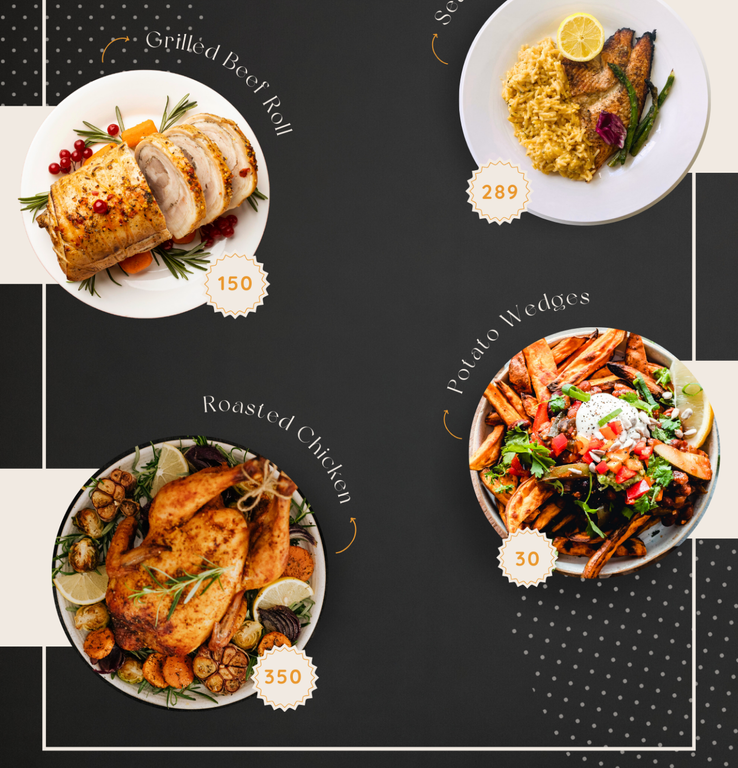 Grilled Beef Roll
150
289
Potato Wedges
30
Roasted Chicken
350